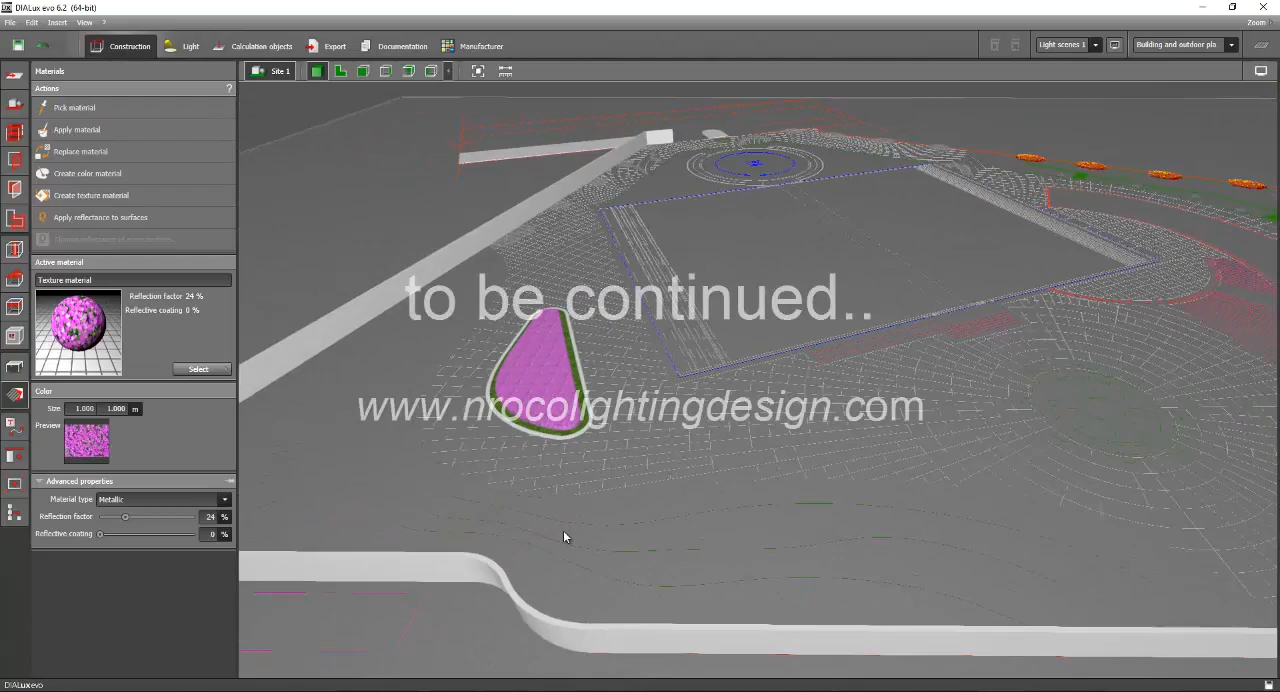 DIALux evo 6.2 (64-bit)
File Edit Insert View ?
Zoom
Construction Light Calculation objects Export Documentation Manufacturer
Light scenes 1 Building and outdoor pla
Materials
Site 1
Actions ?
Pick material
Apply material
Replace material
Create color material
Create texture material
Apply reflectance to surfaces
Active material
Texture material
Reflection factor 24 %
Reflective coating 0 %
Select
Color
Size 1.000 1.000 m
Preview
Advanced properties
Material type Metallic
Reflection factor 24 %
Reflective coating 0 %
to be continued..
www.nrocolightingdesign.com
DIALux evo